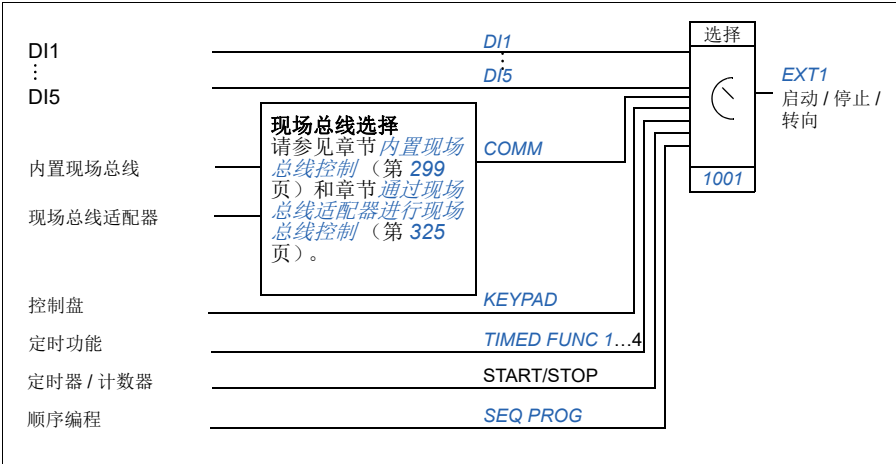 DI1
⋮
DI5
DI1
⋮
DI5
选择
1001
EXT1
启动 / 停止 /
转向
内置现场总线
现场总线适配器
现场总线选择
请参见章节内置现场
总线控制（第 299
页）和章节通过现场
总线适配器进行现场
总线控制（第 325
页）。
COMM
控制盘
KEYPAD
定时功能
TIMED FUNC 1…4
定时器 / 计数器
START/STOP
顺序编程
SEQ PROG